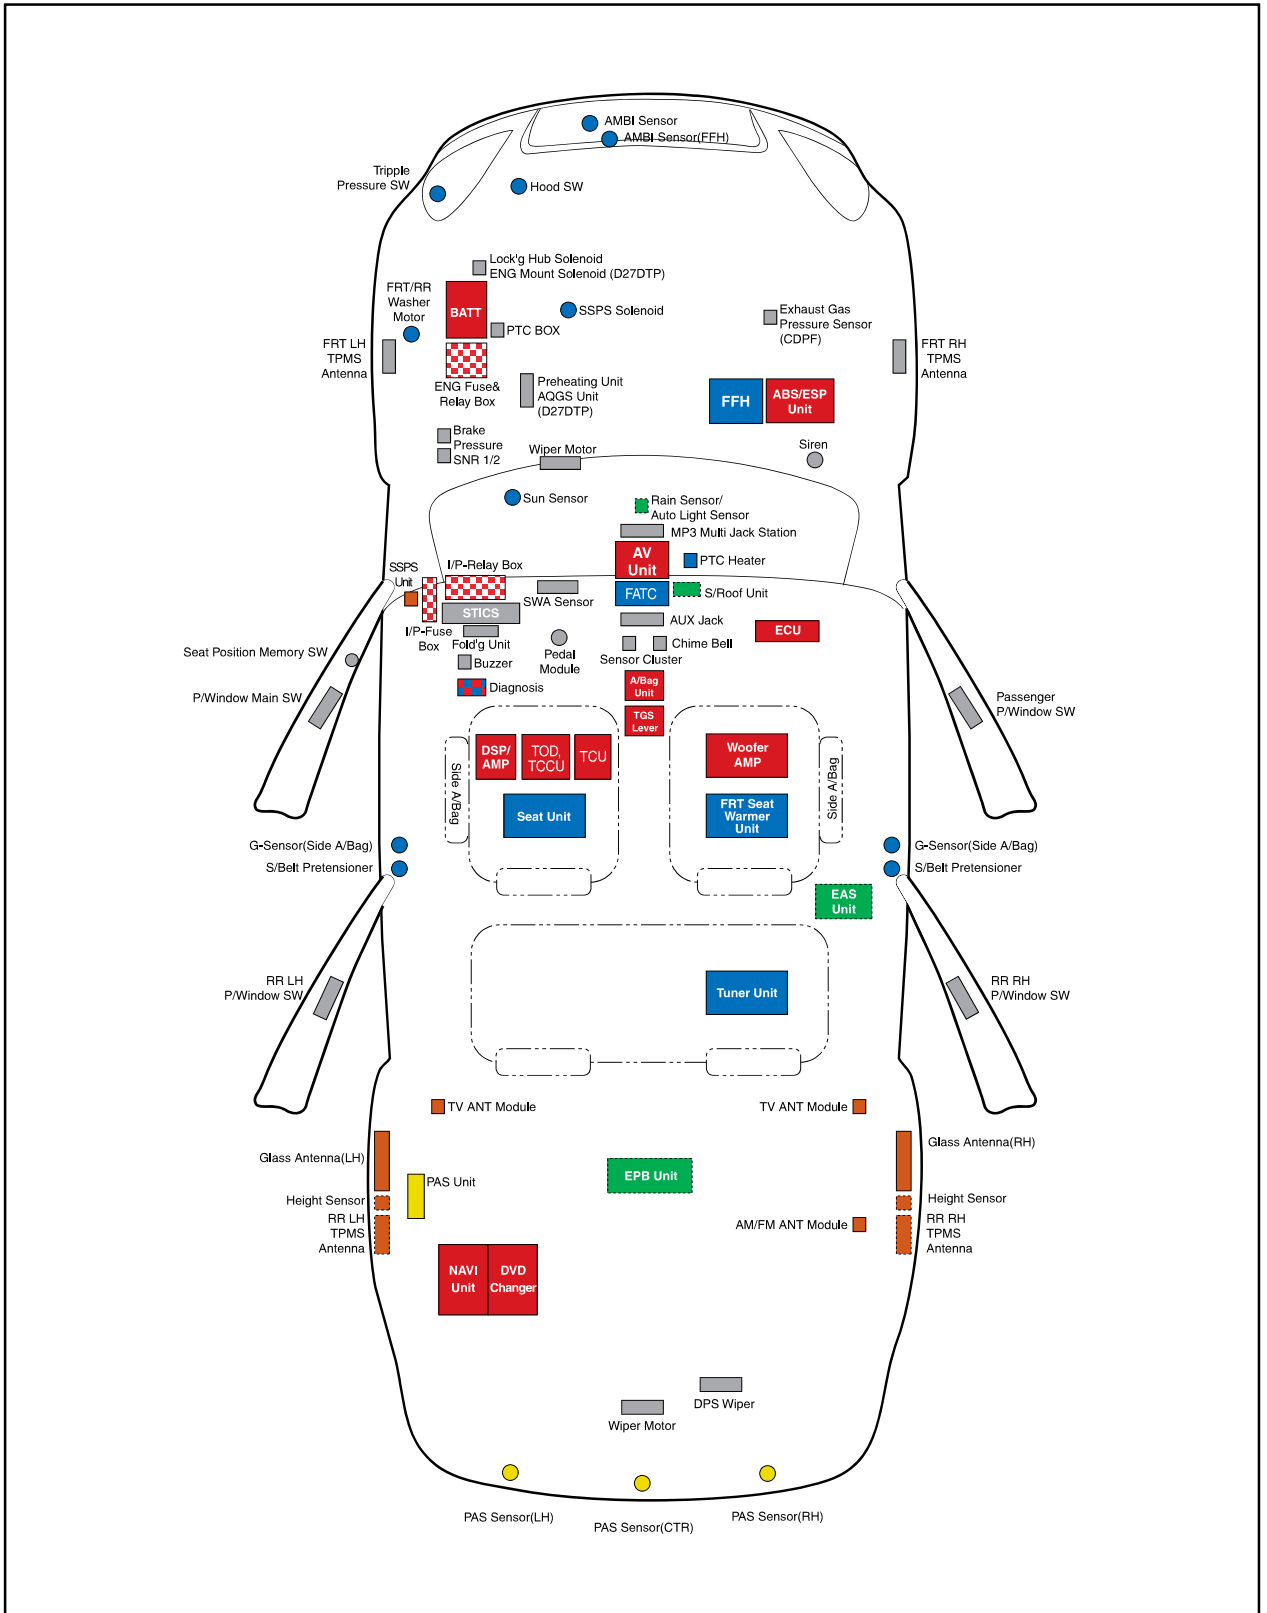 AMBI Sensor
AMBI Sensor(FFH)
Tripple
Pressure SW
Hood SW
Lock'g Hub Solenoid
ENG Mount Solenoid (D27DTP)
FRT/RR
Washer
Motor
BATT
SSPS Solenoid
PTC BOX
Exhaust Gas
Pressure Sensor
(CDPF)
FRT LH
TPMS
Antenna
FRT RH
TPMS
Antenna
ENG Fuse&
Relay Box
Preheating Unit
AQGS Unit
(D27DTP)
FFH
ABS/ESP
Unit
Brake
Pressure
SNR 1/2
Wiper Motor
Siren
Sun Sensor
Rain Sensor/
Auto Light Sensor
MP3 Multi Jack Station
AV
Unit
PTC Heater
SSPS
Unit
I/P-Relay Box
SWA Sensor
FATC
S/Roof Unit
STICS
AUX Jack
ECU
I/P-Fuse
Box
Fold'g Unit
Pedal
Module
Chime Bell
Sensor Cluster
Seat Position Memory SW
Buzzer
A/Bag
Unit
Diagnosis
P/Window Main SW
Passenger
P/Window SW
TGS
Lever
DSP/
AMP
TOD,
TCCU
TCU
Woofer
AMP
Side A/Bag
Side A/Bag
Seat Unit
FRT Seat
Warmer
Unit
G-Sensor(Side A/Bag)
S/Belt Pretensioner
G-Sensor(Side A/Bag)
S/Belt Pretensioner
EAS
Unit
RR LH
P/Window SW
Tuner Unit
RR RH
P/Window SW
TV ANT Module
TV ANT Module
Glass Antenna(LH)
Glass Antenna(RH)
PAS Unit
EPB Unit
Height Sensor
Height Sensor
RR LH
TPMS
Antenna
AM/FM ANT Module
RR RH
TPMS
Antenna
NAVI
Unit
DVD
Changer
DPS Wiper
Wiper Motor
PAS Sensor(LH)
PAS Sensor(CTR)
PAS Sensor(RH)